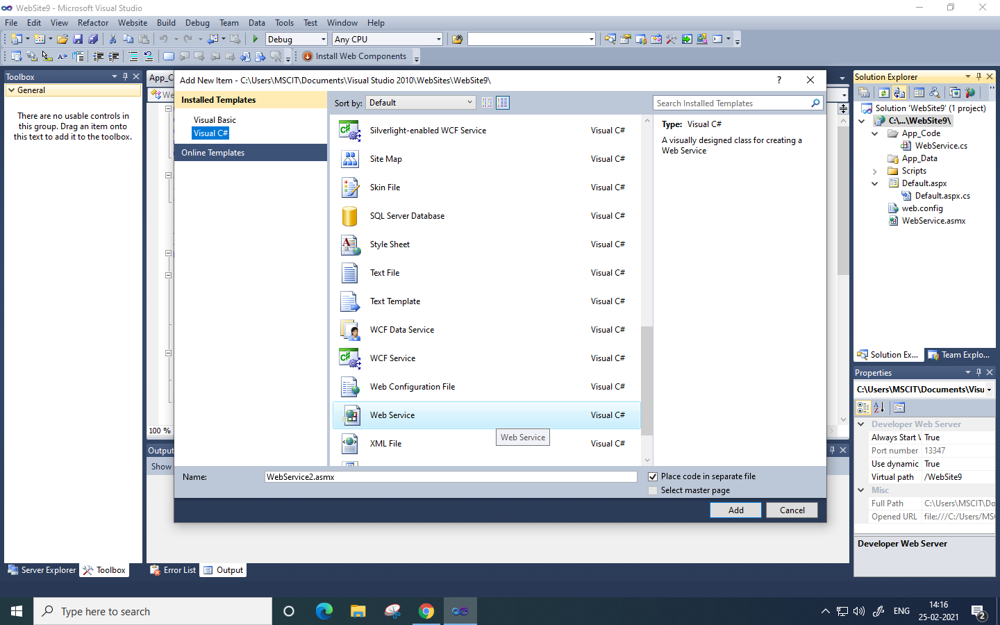 WebSite9 - Microsoft Visual Studio
File Edit View Refactor Website Build Debug Team Data Tools Test Window Help
Debug Any CPU
Install Web Components
Toolbox
General
There are no usable controls in
this group. Drag an item onto
this text to add it to the toolbox.
App_C
We
100 %
Output
Show
Add New Item - C:\Users\MSCIT\Documents\Visual Studio 2010\WebSites\WebSite9\
?
Installed Templates
Visual Basic
Visual C#
Online Templates
Sort by: Default
Search Installed Templates
Silverlight-enabled WCF Service Visual C#
Site Map Visual C#
Skin File Visual C#
SQL Server Database Visual C#
Style Sheet Visual C#
Text File Visual C#
Text Template Visual C#
WCF Data Service Visual C#
WCF Service Visual C#
Web Configuration File Visual C#
Web Service Visual C#
Web Service
XML File Visual C#
Type: Visual C#
A visually designed class for creating a
Web Service
Name: WebService2.asmx
Place code in separate file
Select master page
Add Cancel
Solution Explorer
Solution 'WebSite9' (1 project)
C:\...\WebSite9\
App_Code
WebService.cs
App_Data
Scripts
Default.aspx
Default.aspx.cs
web.config
WebService.asmx
Solution Ex... Team Explo...
Properties
C:\Users\MSCIT\Documents\Visu
Developer Web Server
Always Start True
Port number 13347
Use dynamic True
Virtual path /WebSite9
Misc
Full Path C:\Users\MSCIT\Do
Opened URL file:///C:/Users/MS
Developer Web Server
Server Explorer Toolbox Error List Output
Type here to search
ENG
14:16
25-02-2021
2